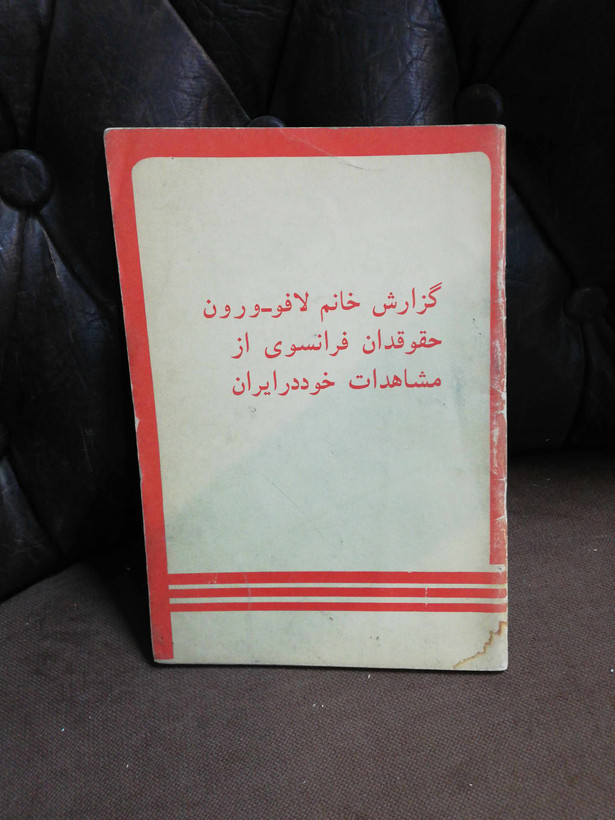 گزارش خانم لافو-ورون
حقوقدان فرانسوی از
مشاهدات خوددرایران